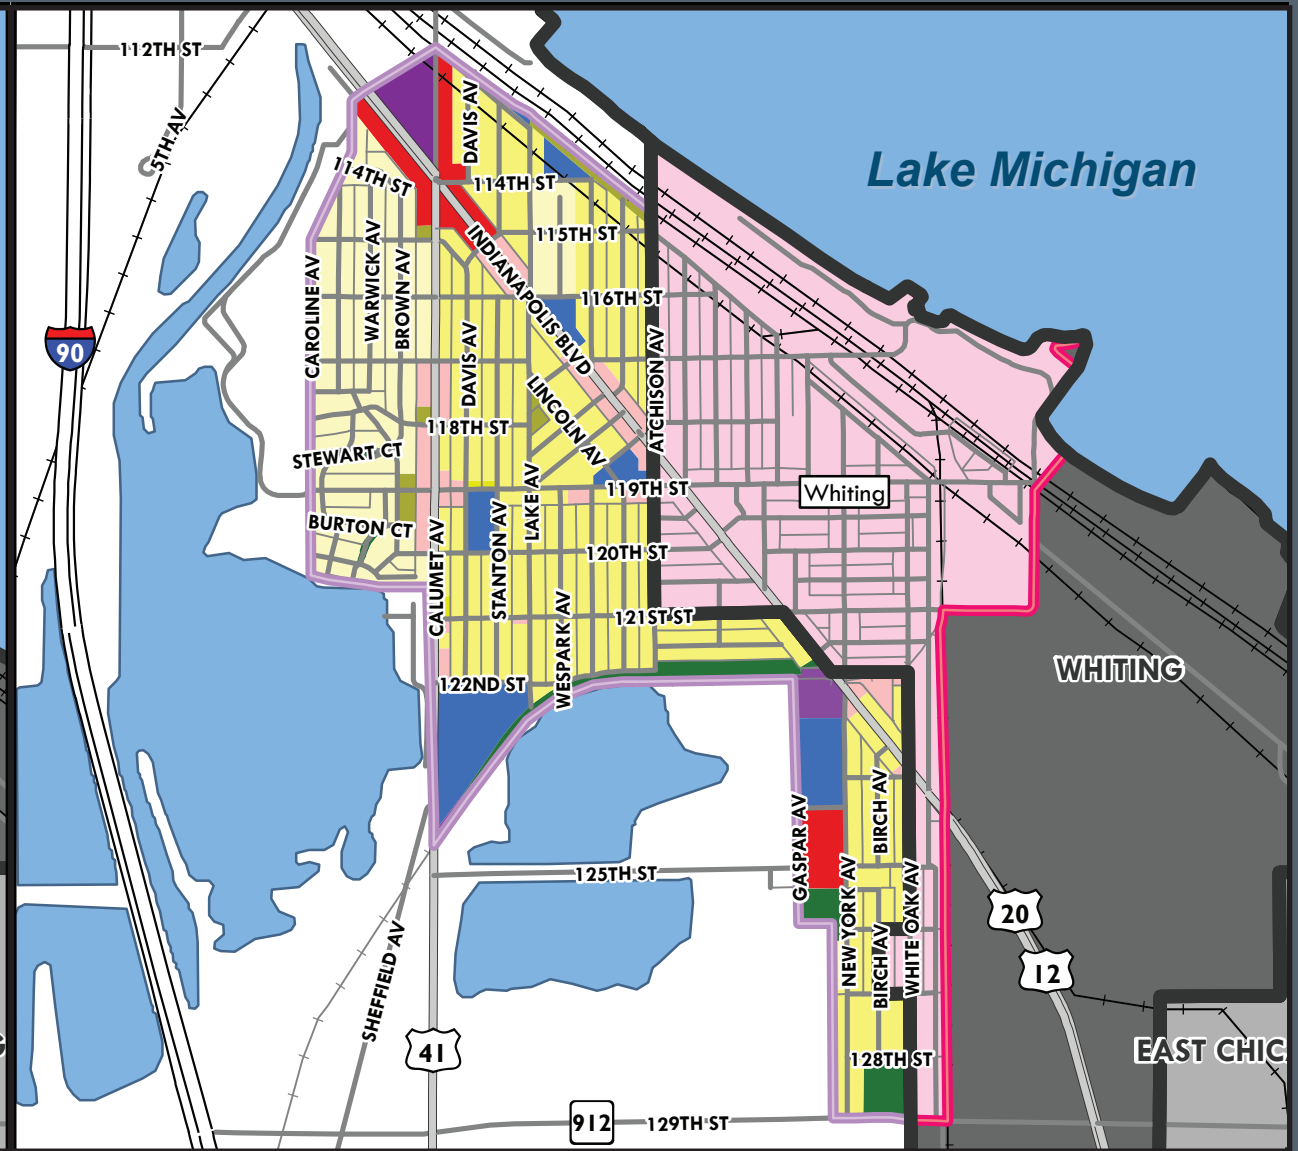 112TH ST
5TH AV
DAVIS AV
Lake Michigan
114TH ST
114TH ST
115TH ST
WARWICK AV
BROWN AV
CAROLINE AV
INDIANAPOLIS BLVD
116TH ST
90
DAVIS AV
ATCHISON AV
LINCOLN AV
118TH ST
STEWART CT
LAKE AV
119TH ST
Whiting
BURTON CT
CALUMET AV
STANTON AV
120TH ST
WESPARK AV
121ST ST
WHITING
122ND ST
BIRCH AV
GASPAR AV
125TH ST
NEW YORK AV
WHITE OAK AV
20
SHEFFIELD AV
BIRCH AV
12
41
EAST CHIC
128TH ST
912
129TH ST